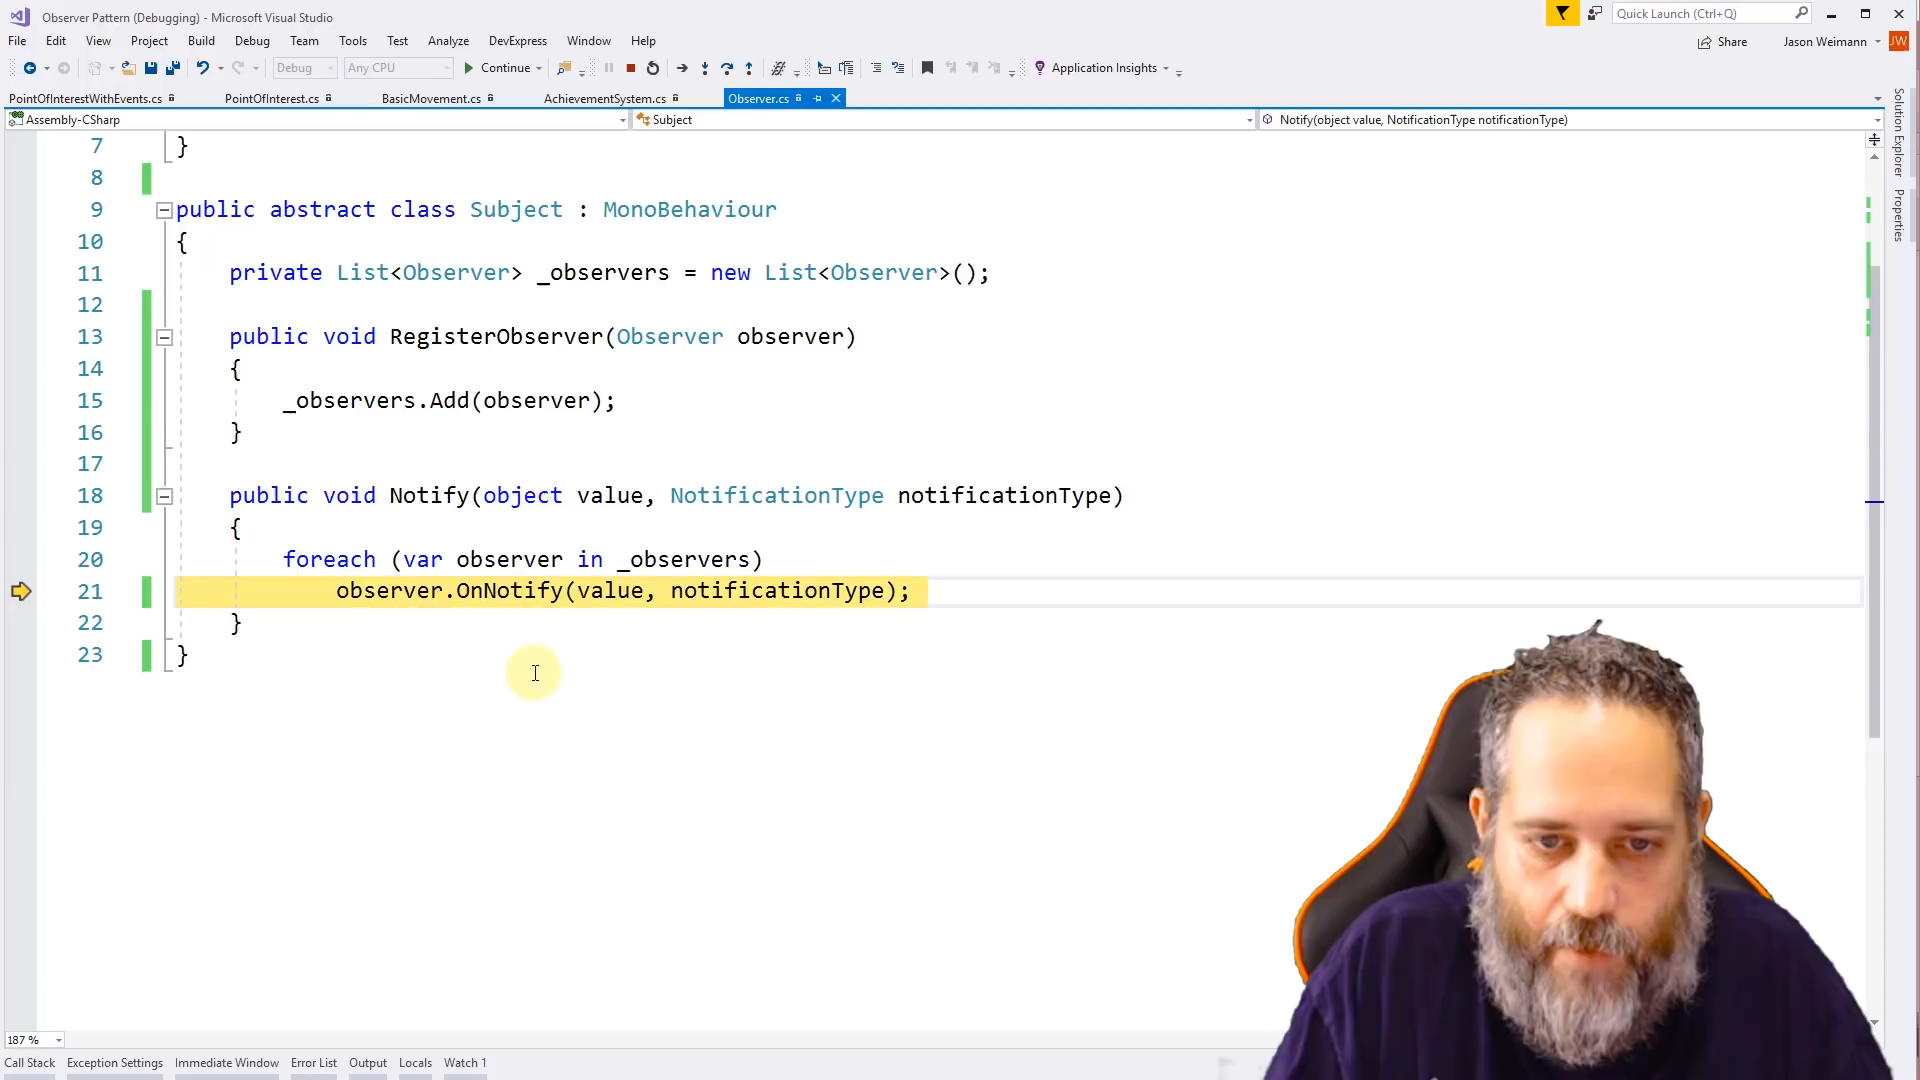 Observer Pattern (Debugging) - Microsoft Visual Studio
Quick Launch (Ctrl+Q)
File Edit View Project Build Debug Team Tools Test Analyze DevExpress Window Help
Share Jason Weimann JW
Debug Any CPU Continue Application Insights
PointOfInterestWithEvents.cs PointOfInterest.cs BasicMovement.cs AchievementSystem.cs Observer.cs
Assembly-CSharp Subject Notify(object value, NotificationType notificationType)
Solution Explorer
Properties
7 }
8
9 public abstract class Subject : MonoBehaviour
10 {
11 private List<Observer> _observers = new List<Observer>();
12
13 public void RegisterObserver(Observer observer)
14 {
15 _observers.Add(observer);
16 }
17
18 public void Notify(object value, NotificationType notificationType)
19 {
20 foreach (var observer in _observers)
21 observer.OnNotify(value, notificationType);
22 }
23 }
187 %
Call Stack Exception Settings Immediate Window Error List Output Locals Watch 1